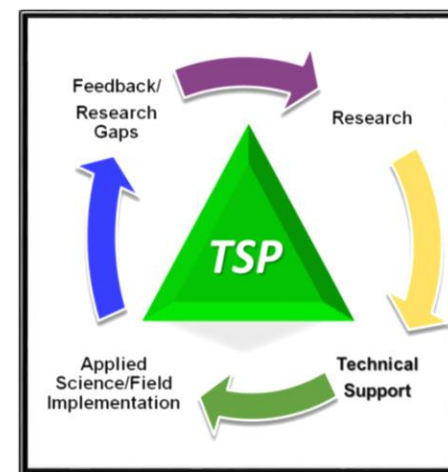 Feedback/
Research
Gaps
Research
TSP
Applied
Science/Field
Implementation
Technical
Support